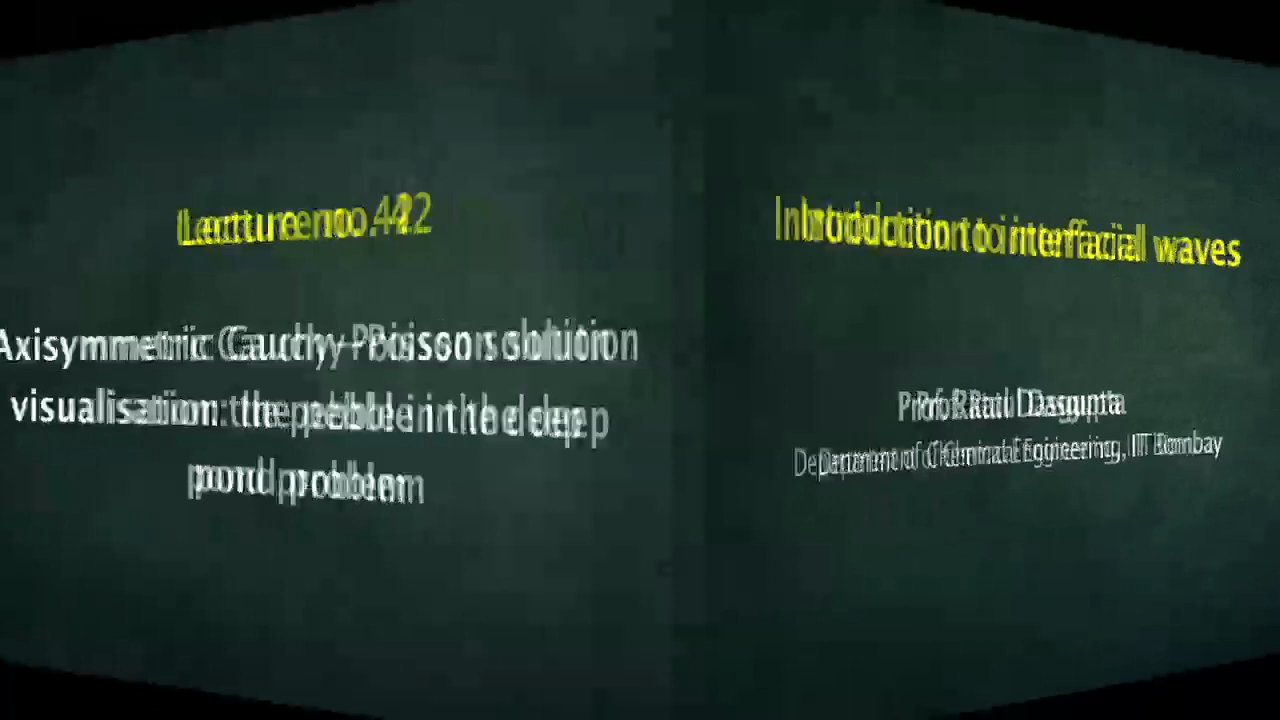 Lecture no. 42
Axisymmetric Cauchy-Poisson solution
visualisation: the pebble in the deep
pond problem
Introduction to interfacial waves
Prof. Ratul Dasgupta
Department of Chemical Engineering, IIT Bombay